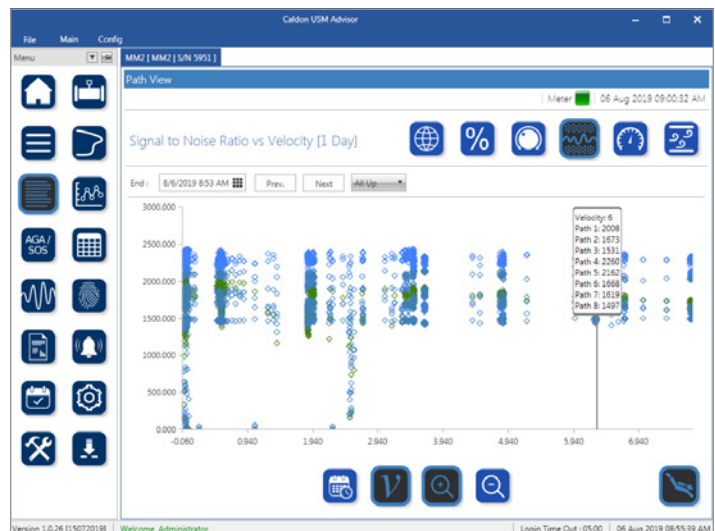 Caldon USM Advisor
File Main Config
Menu
MM2 [ MM2 | S/N 5951 ]
Path View
Meter 06 Aug 2019 09:00:32 AM
Signal to Noise Ratio vs Velocity [1 Day]
%
AGA /
SOS
End : 8/6/2019 8:53 AM Prev. Next All Up
3000.000
2500.000
2000.000
1500.000
1000.000
500.000
0.000
Velocity: 6
Path 1: 2008
Path 2: 1673
Path 3: 1531
Path 4: 2260
Path 5: 2162
Path 6: 1668
Path 7: 1619
Path 8: 1497
-0.060 0.940 1.940 2.940 3.940 4.940 5.940 6.940
V
Version 1.0.26 [15072019] Welcome, Administrator Login Time Out : 05:00 06 Aug 2019 08:55:39 AM